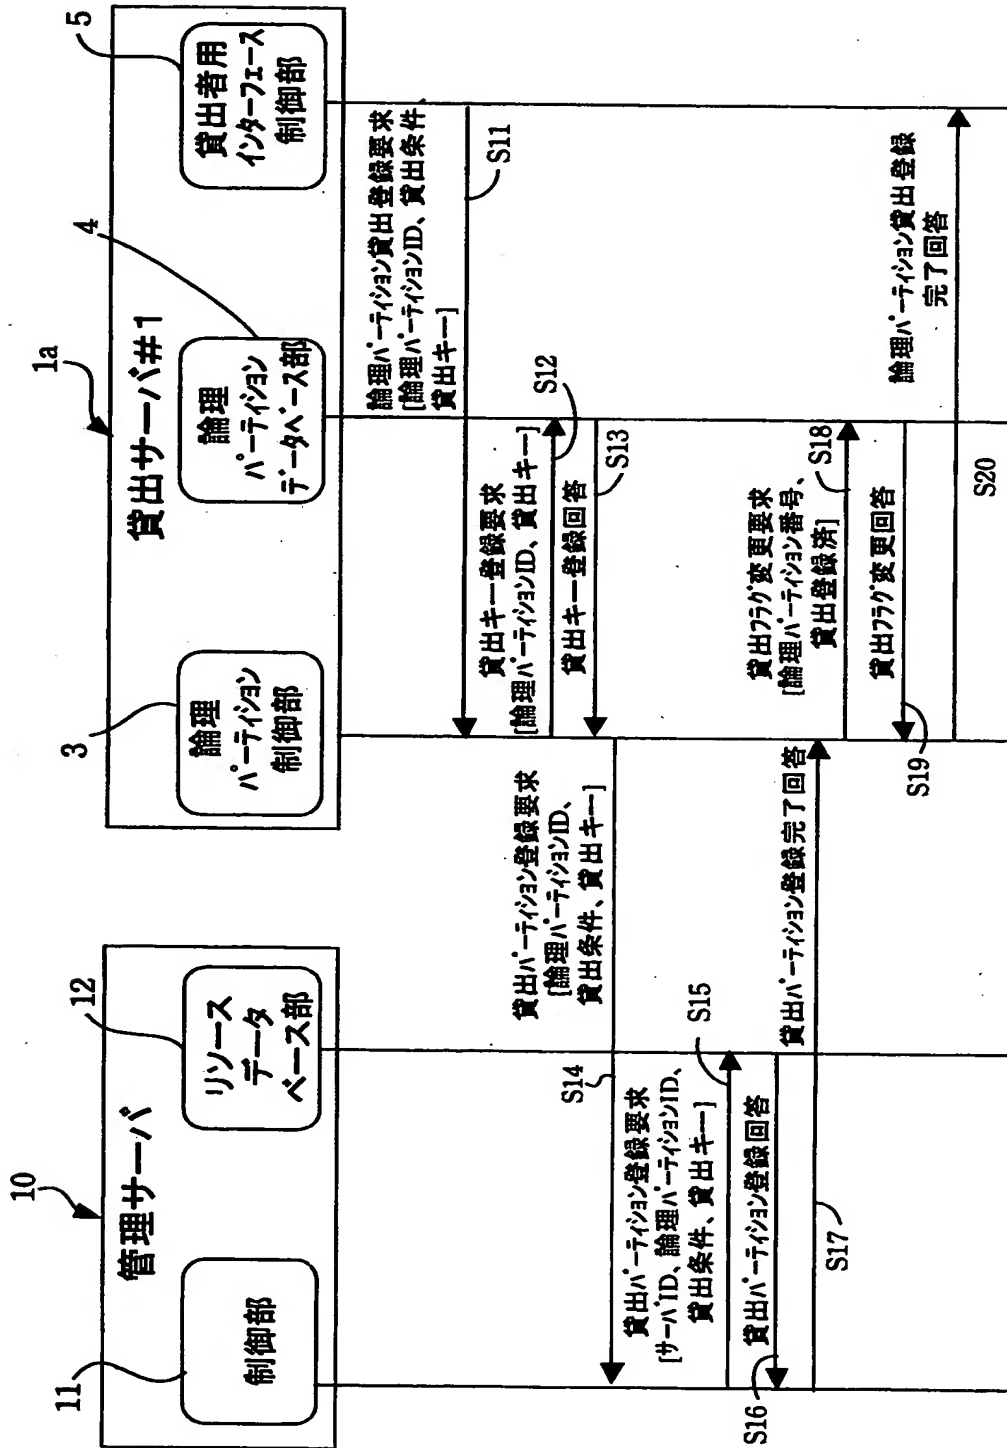 10
管理サーバ
11
制御部
12
リソース
データ
ベース部
1a
貸出サーバ#1
3
論理
パーティション
制御部
4
論理
パーティション
データベース部
5
貸出者用
インターフェース
制御部
論理パーティション貸出登録要求
[論理パーティションID、貸出条件、
貸出キー]
S11
貸出キー登録要求
[論理パーティションID、貸出キー]
S12
貸出キー登録回答
S13
貸出パーティション登録要求
[論理パーティションID、
貸出条件、貸出キー]
S14
貸出パーティション登録要求
[サーバID、論理パーティションID、
貸出条件、貸出キー]
S15
貸出パーティション登録回答
S16
貸出パーティション登録完了回答
S17
貸出フラグ変更要求
[論理パーティション番号、
貸出登録済]
S18
貸出フラグ変更回答
S19
論理パーティション貸出登録
完了回答
S20